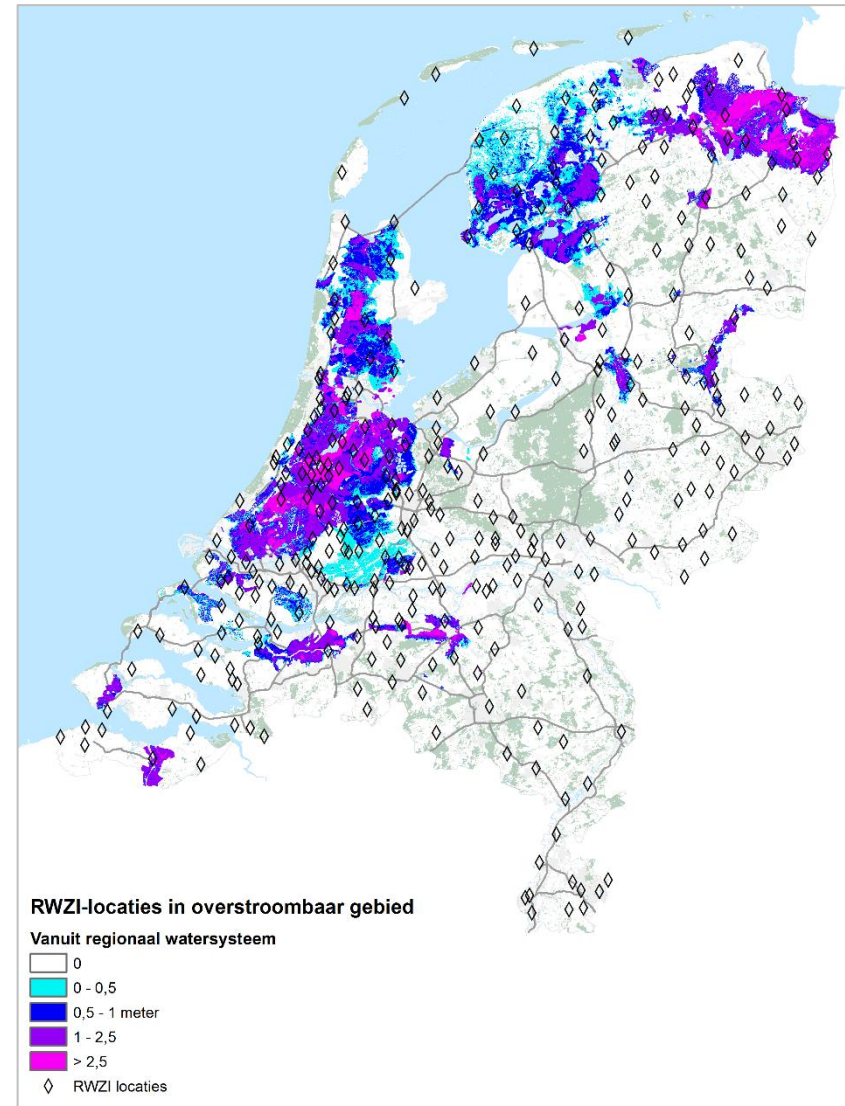 RWZI-locaties in overstroombaar gebied
Vanuit regionaal watersysteem
0
0 - 0,5
0,5 - 1 meter
1 - 2,5
> 2,5
RWZI locaties